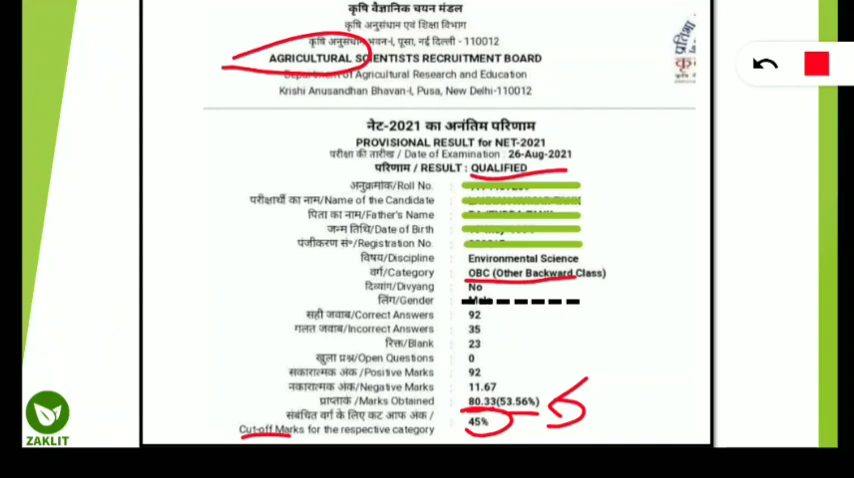 कृषि वैज्ञानिक चयन मंडल
कृषि अनुसंधान एवं शिक्षा विभाग
कृषि अनुसंधान भवन-I, पूसा, नई दिल्ली - 110012
AGRICULTURAL SCIENTISTS RECRUITMENT BOARD
Department of Agricultural Research and Education
Krishi Anusandhan Bhavan-I, Pusa, New Delhi-110012
नेट-2021 का अनंतिम परिणाम
PROVISIONAL RESULT for NET-2021
परीक्षा की तारीख / Date of Examination : 26-Aug-2021
परिणाम / RESULT : QUALIFIED
अनुक्रमांक/Roll No. :
परीक्षार्थी का नाम/Name of the Candidate :
पिता का नाम/Father's Name :
जन्म तिथि/Date of Birth :
पंजीकरण सं०/Registration No. :
विषय/Discipline : Environmental Science
वर्ग/Category : OBC (Other Backward Class)
दिव्यांग/Divyang : No
लिंग/Gender :
सही जवाब/Correct Answers : 92
गलत जवाब/Incorrect Answers : 35
रिक्त/Blank : 23
खुला प्रश्न/Open Questions : 0
सकारात्मक अंक/Positive Marks : 92
नकारात्मक अंक/Negative Marks : 11.67
प्राप्तांक /Marks Obtained : 80.33(53.56%)
संबंधित वर्ग के लिए कट आफ अंक /
Cut-off Marks for the respective category : 45%
ZAKLIT